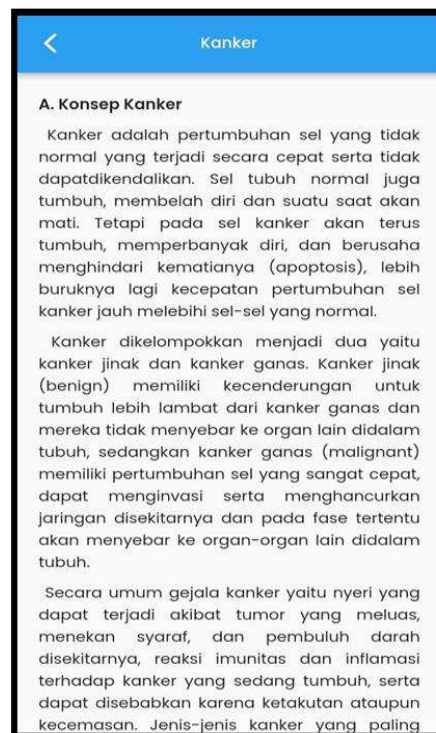 Kanker
A. Konsep Kanker
Kanker adalah pertumbuhan sel yang tidak
normal yang terjadi secara cepat serta tidak
dapatdikendalikan. Sel tubuh normal juga
tumbuh, membelah diri dan suatu saat akan
mati. Tetapi pada sel kanker akan terus
tumbuh, memperbanyak diri, dan berusaha
menghindari kematianya (apoptosis), lebih
buruknya lagi kecepatan pertumbuhan sel
kanker jauh melebihi sel-sel yang normal.
Kanker dikelompokkan menjadi dua yaitu
kanker jinak dan kanker ganas. Kanker jinak
(benign) memiliki kecenderungan untuk
tumbuh lebih lambat dari kanker ganas dan
mereka tidak menyebar ke organ lain didalam
tubuh, sedangkan kanker ganas (malignant)
memiliki pertumbuhan sel yang sangat cepat,
dapat menginvasi serta menghancurkan
jaringan disekitarnya dan pada fase tertentu
akan menyebar ke organ-organ lain didalam
tubuh.
Secara umum gejala kanker yaitu nyeri yang
dapat terjadi akibat tumor yang meluas,
menekan syaraf, dan pembuluh darah
disekitarnya, reaksi imunitas dan inflamasi
terhadap kanker yang sedang tumbuh, serta
dapat disebabkan karena ketakutan ataupun
kecemasan. Jenis-jenis kanker yang paling